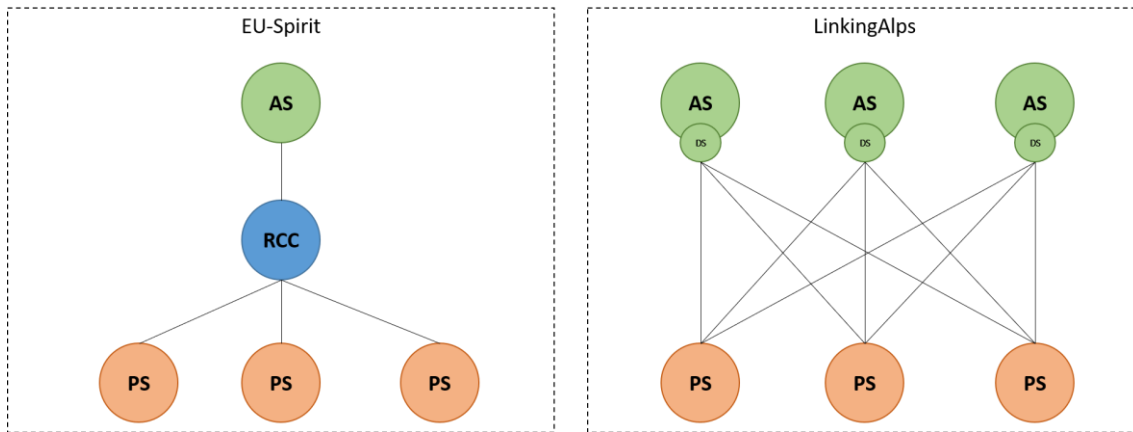 EU-Spirit
AS
RCC
PS PS PS
LinkingAlps
AS AS AS
DS DS DS
PS PS PS